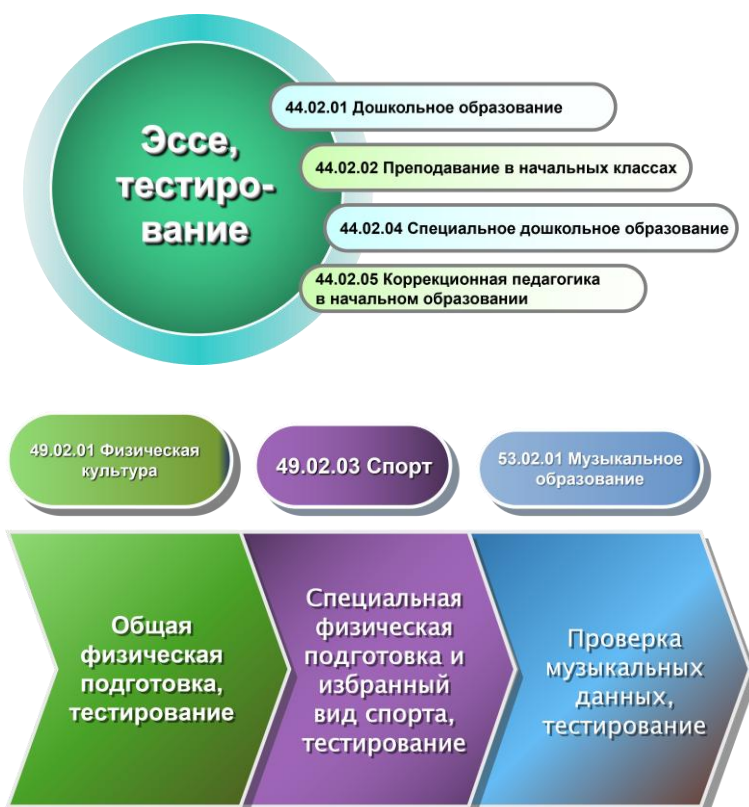 Эссе,
тестиро-
вание
44.02.01 Дошкольное образование
44.02.02 Преподавание в начальных классах
44.02.04 Специальное дошкольное образование
44.02.05 Коррекционная педагогика
в начальном образовании
49.02.01 Физическая
культура
49.02.03 Спорт
53.02.01 Музыкальное
образование
Общая
физическая
подготовка,
тестирование
Специальная
физическая
подготовка и
избранный
вид спорта,
тестирование
Проверка
музыкальных
данных,
тестирование